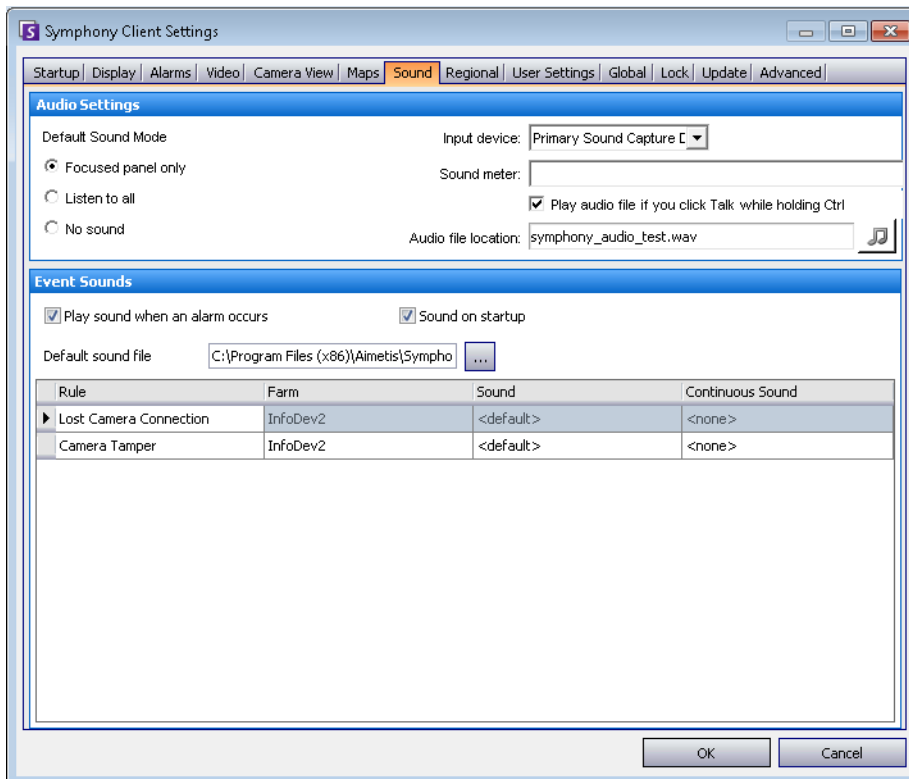 Symphony Client Settings
Startup Display Alarms Video Camera View Maps Sound Regional User Settings Global Lock Update Advanced
Audio Settings
Default Sound Mode
Focused panel only
Listen to all
No sound
Input device: Primary Sound Capture D
Sound meter:
Play audio file if you click Talk while holding Ctrl
Audio file location: symphony_audio_test.wav
Event Sounds
Play sound when an alarm occurs Sound on startup
Default sound file C:\Program Files (x86)\Aimetis\Sympho ...
Rule Farm Sound Continuous Sound
Lost Camera Connection InfoDev2 <default> <none>
Camera Tamper InfoDev2 <default> <none>
OK Cancel